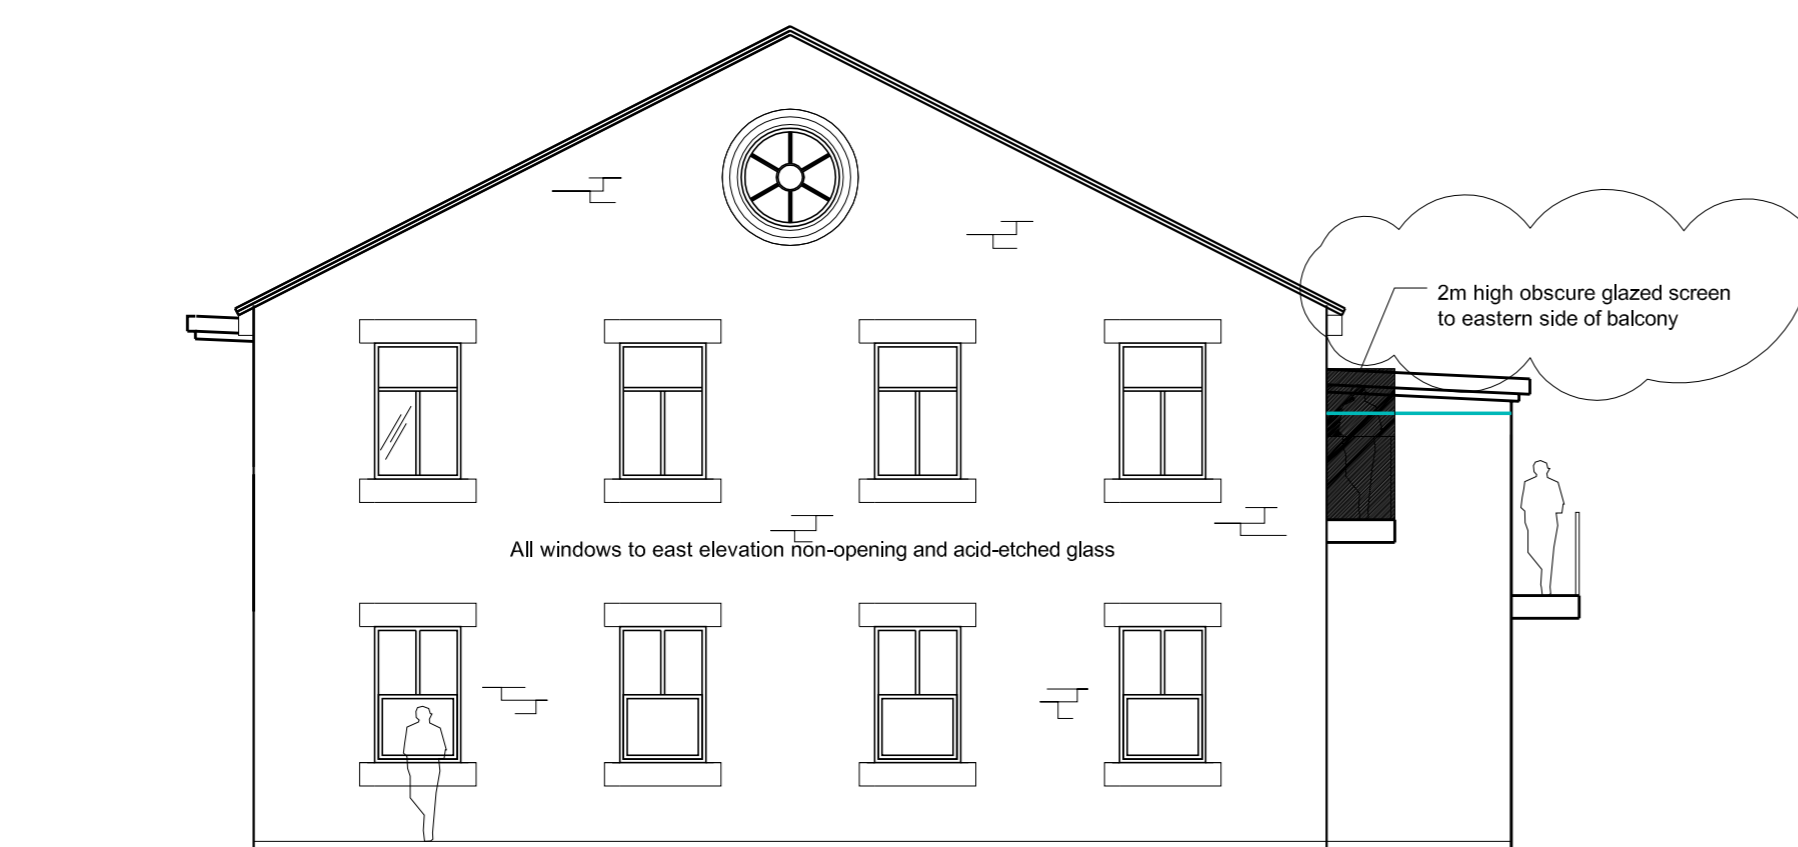 2m high obscure glazed screen
to eastern side of balcony
All windows to east elevation non-opening and acid-etched glass